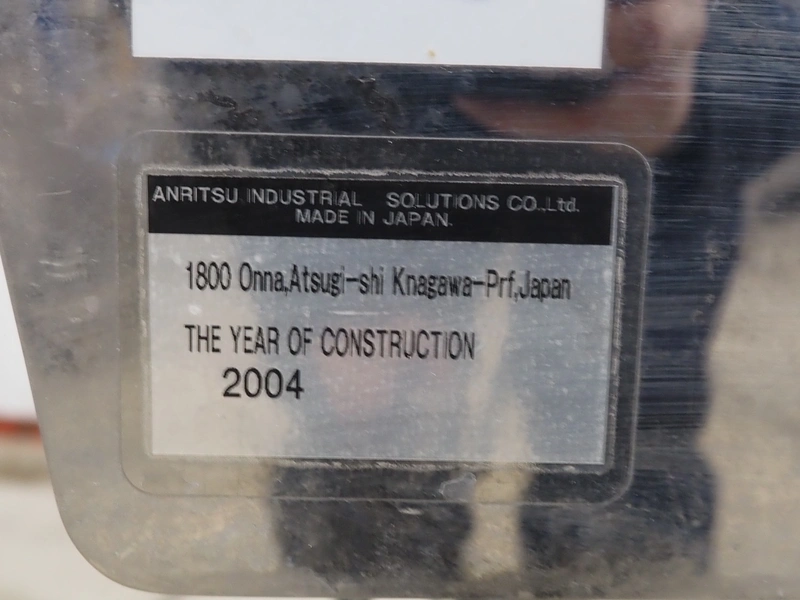 ANRITSU INDUSTRIAL SOLUTIONS CO.,Ltd.
MADE IN JAPAN.
1800 Onna,Atsugi-shi Knagawa-Prf,Japan
THE YEAR OF CONSTRUCTION
2004